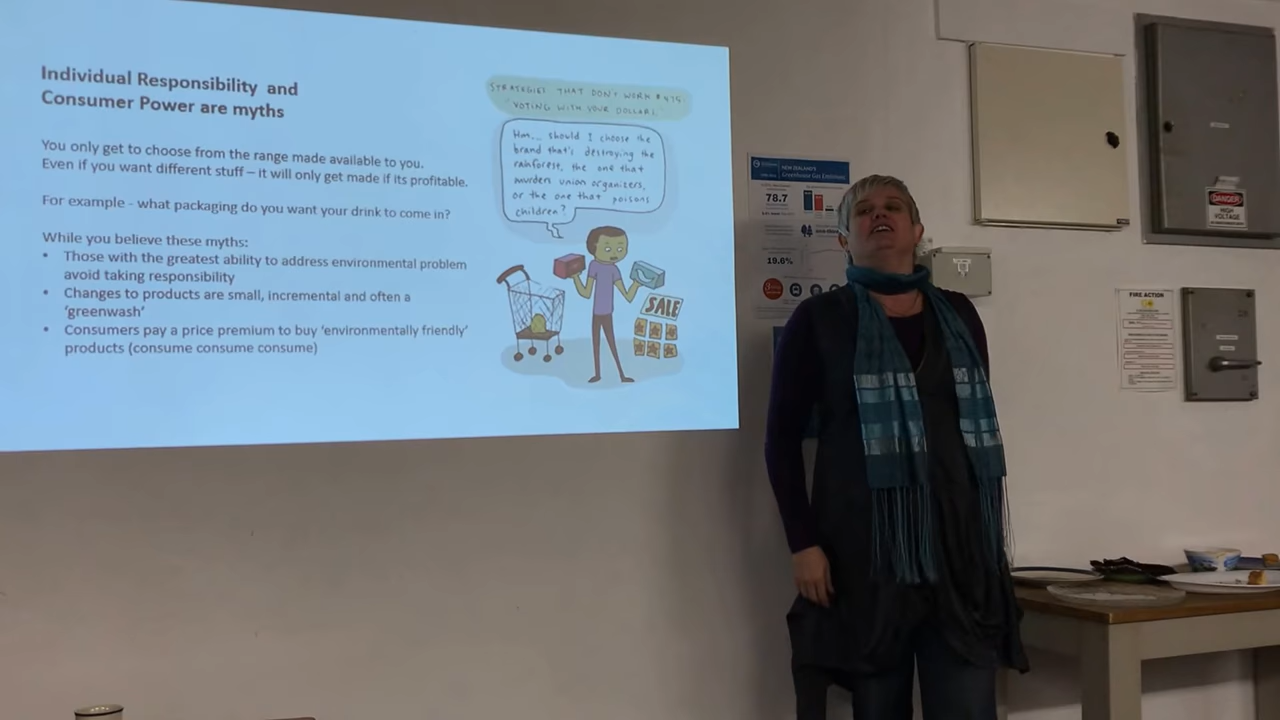 Individual Responsibility and
Consumer Power are myths
You only get to choose from the range made available to you.
Even if you want different stuff – it will only get made if its profitable.
For example - what packaging do you want your drink to come in?
While you believe these myths:
• Those with the greatest ability to address environmental problem
avoid taking responsibility
• Changes to products are small, incremental and often a
'greenwash'
• Consumers pay a price premium to buy 'environmentally friendly'
products (consume consume consume)
STRATEGIES THAT DON'T WORK #475:
"VOTING WITH YOUR DOLLARS."
Hm... should I choose the
brand that's destroying the
rainforest, the one that
murders union organizers,
or the one that poisons
children?
SALE
NEW ZEALAND'S
Greenhouse Gas Emissions
78.7
19.6%
DANGER
HIGH
VOLTAGE
FIRE ACTION